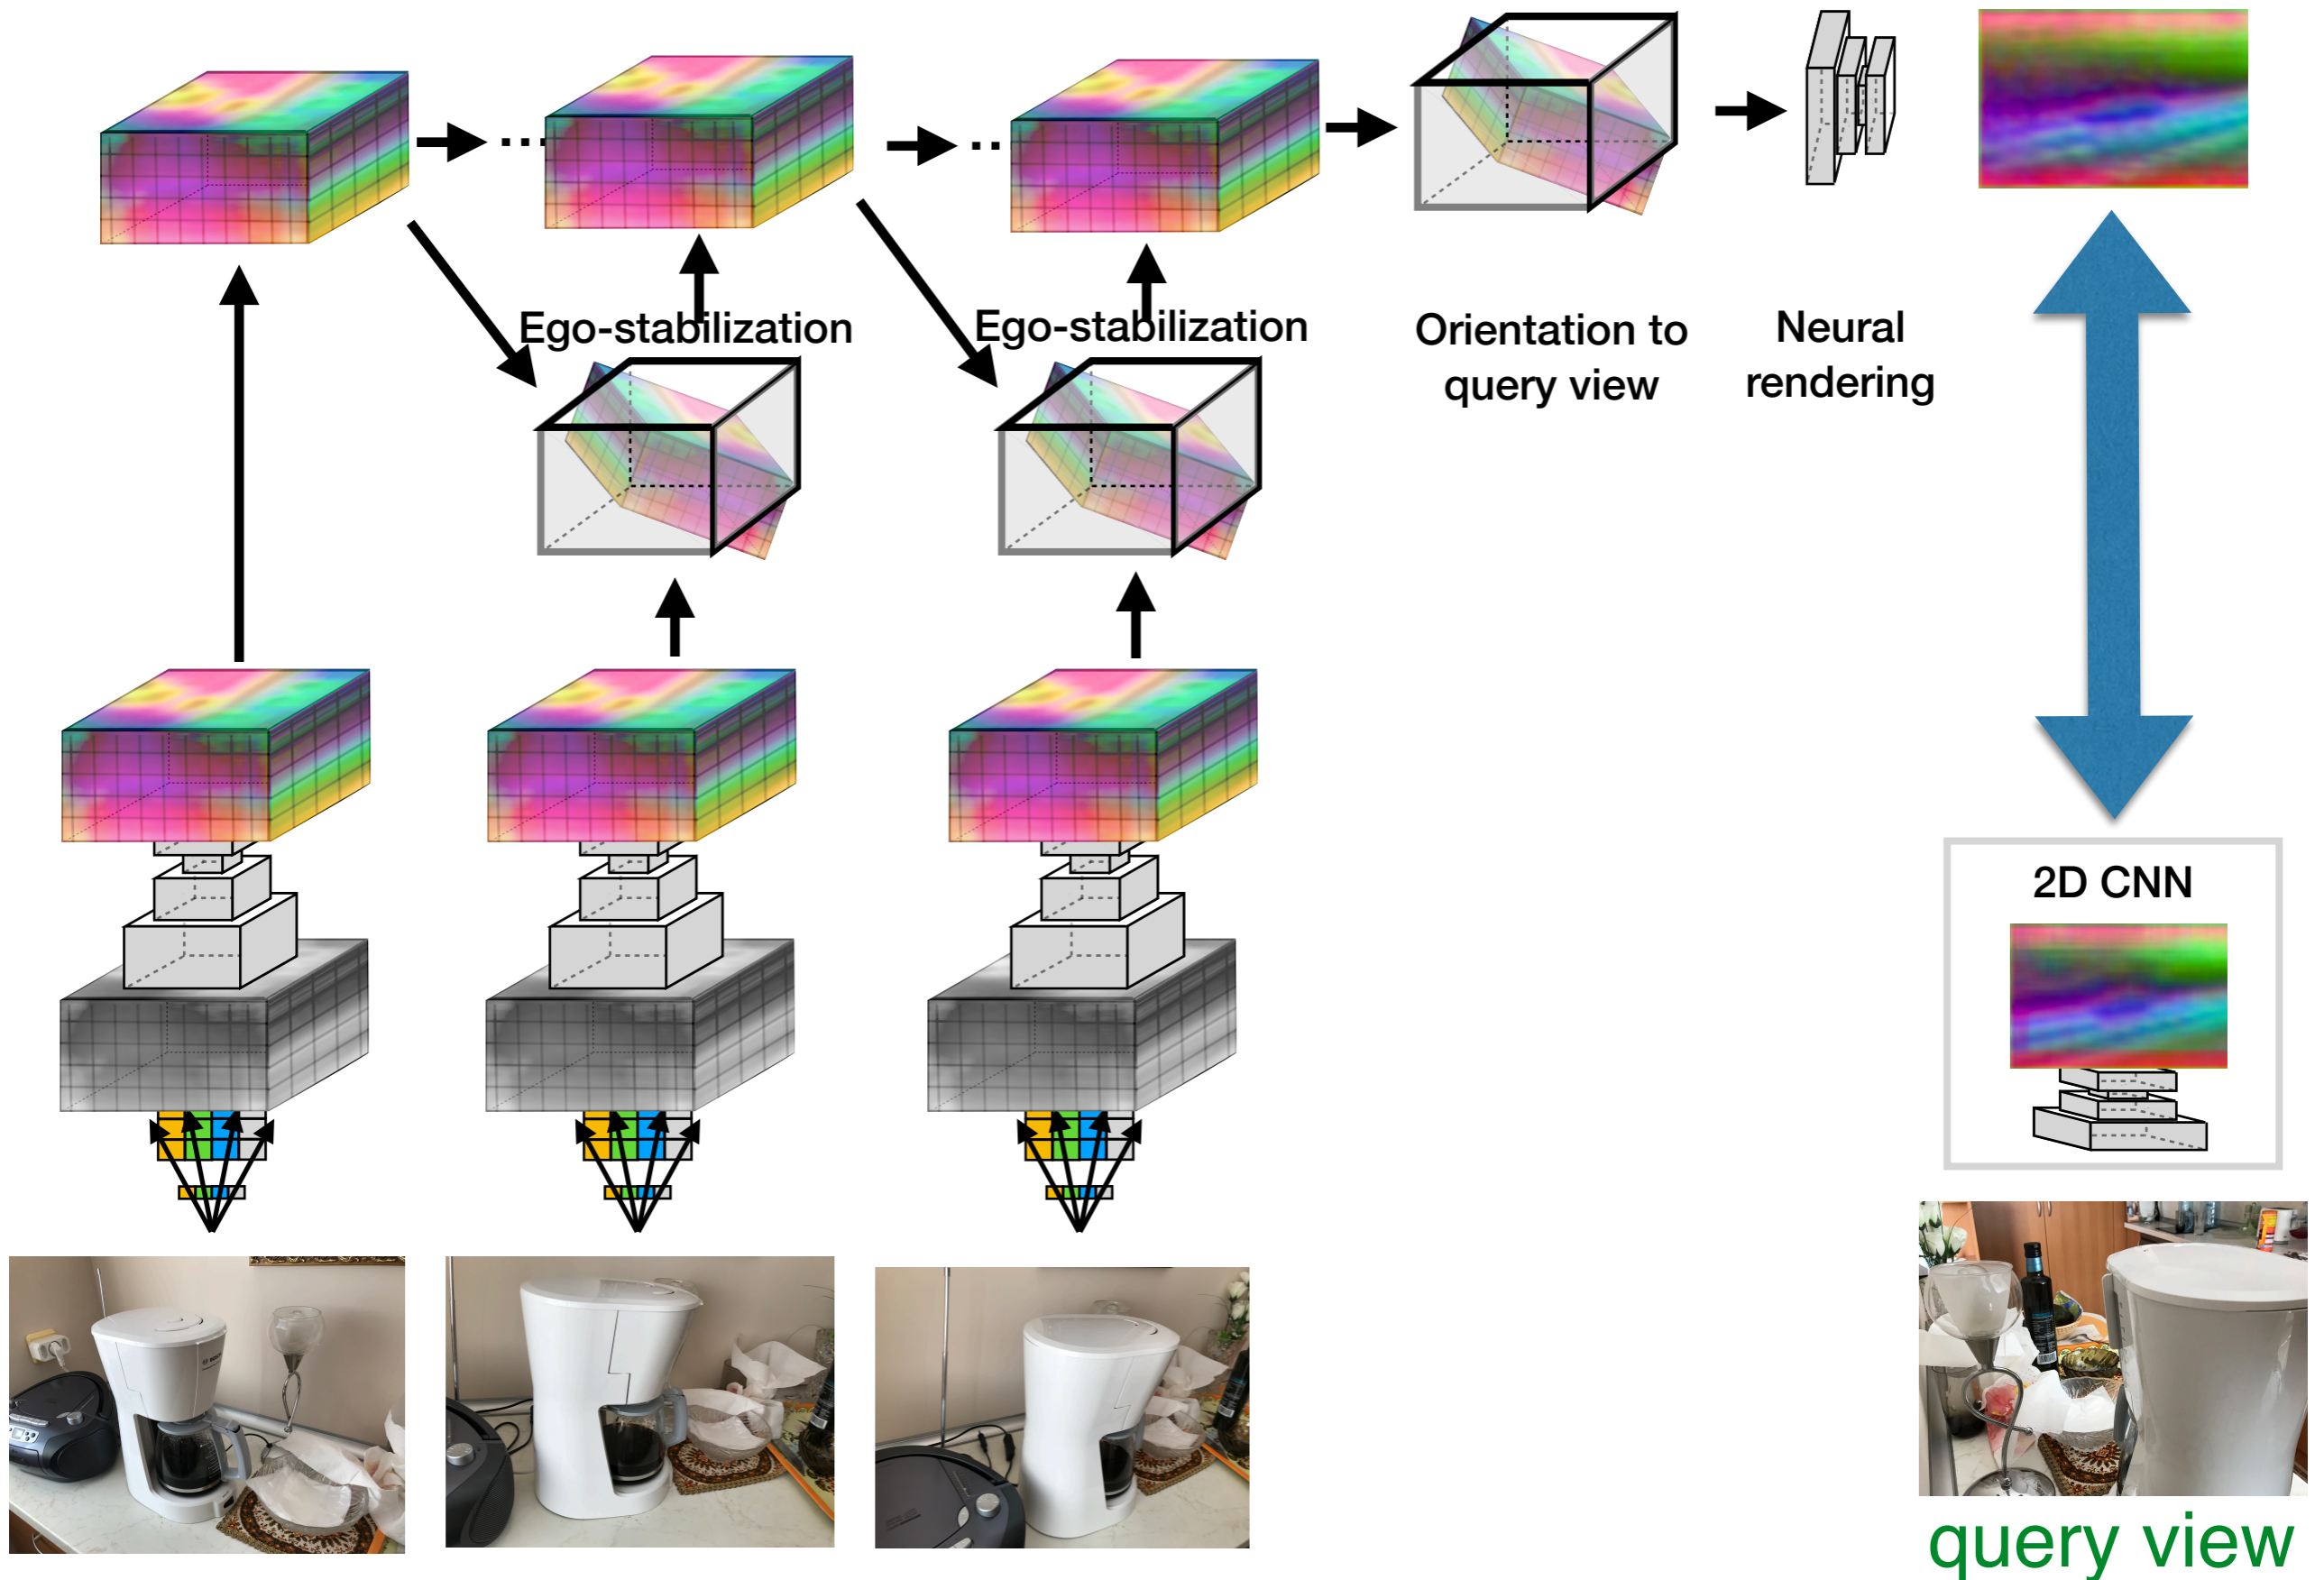 Ego-stabilization
Ego-stabilization
Orientation to
query view
Neural
rendering
2D CNN
query view